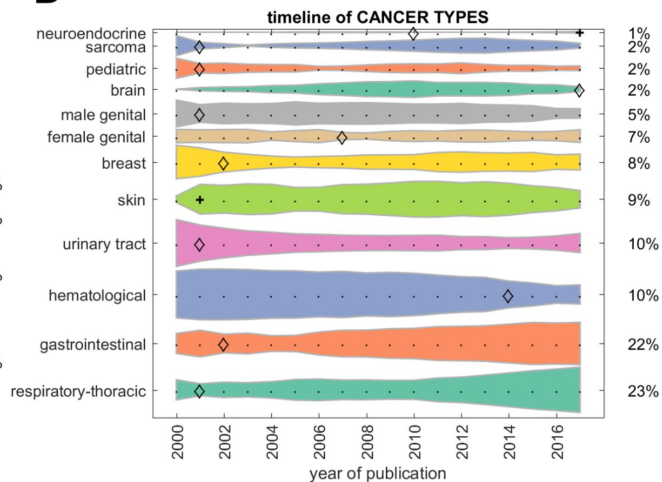 timeline of CANCER TYPES
neuroendocrine 1%
sarcoma 2%
pediatric 2%
brain 2%
male genital 5%
female genital 7%
breast 8%
skin 9%
urinary tract 10%
hematological 10%
gastrointestinal 22%
respiratory-thoracic 23%
2000 2002 2004 2006 2008 2010 2012 2014 2016
year of publication